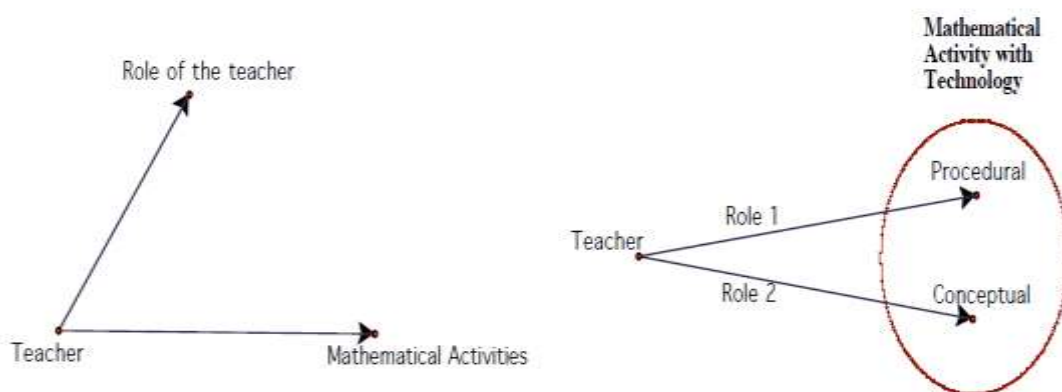 Role of the teacher
Teacher
Mathematical Activities
Mathematical
Activity with
Technology
Procedural
Role 1
Teacher
Role 2
Conceptual